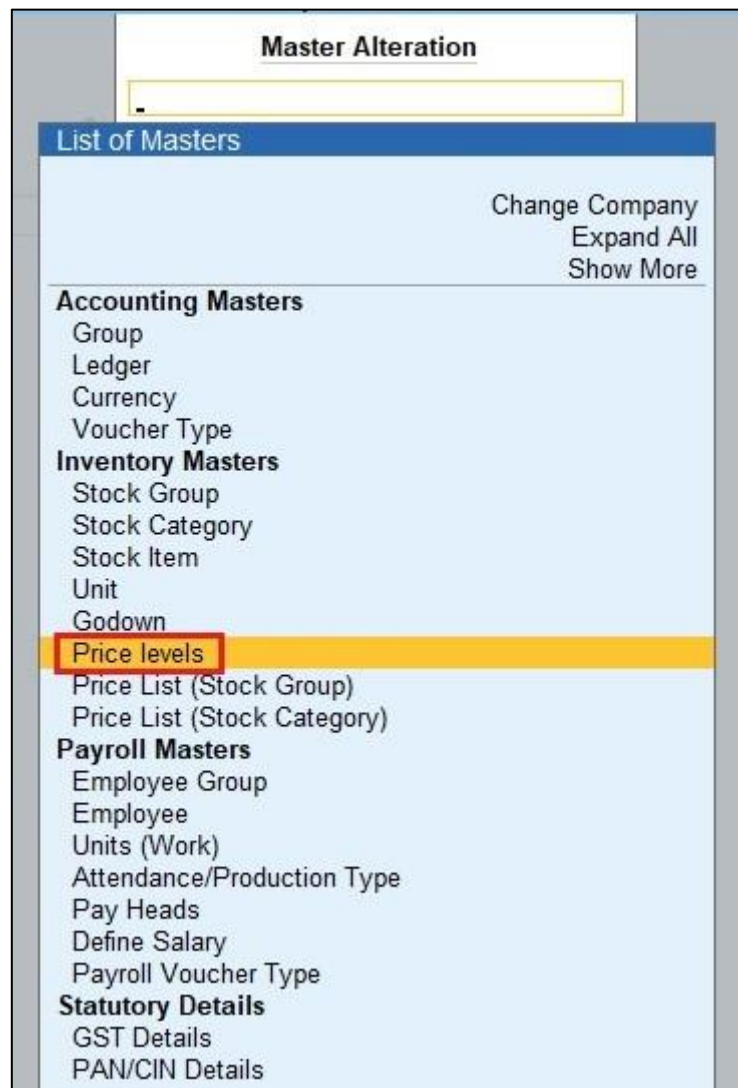 Master Alteration
List of Masters
Change Company
Expand All
Show More
Accounting Masters
Group
Ledger
Currency
Voucher Type
Inventory Masters
Stock Group
Stock Category
Stock Item
Unit
Godown
Price levels
Price List (Stock Group)
Price List (Stock Category)
Payroll Masters
Employee Group
Employee
Units (Work)
Attendance/Production Type
Pay Heads
Define Salary
Payroll Voucher Type
Statutory Details
GST Details
PAN/CIN Details